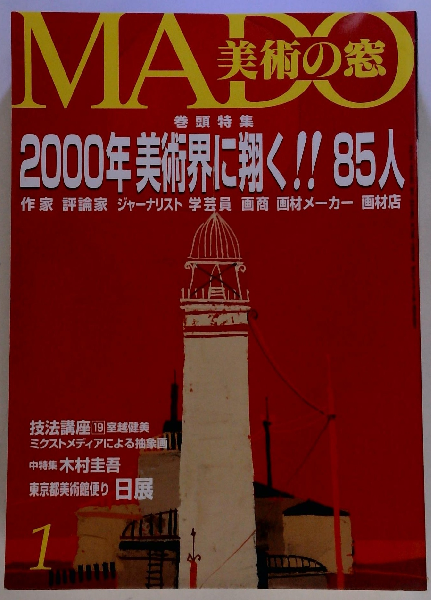 MADO
美術の窓
巻頭特集
2000年美術界に翔く!! 85人
作家 評論家 ジャーナリスト 学芸員 画商 画材メーカー 画材店
技法講座 19 室越健美
ミクストメディアによる抽象画
中特集 木村圭吾
東京都美術館便り 日展
1